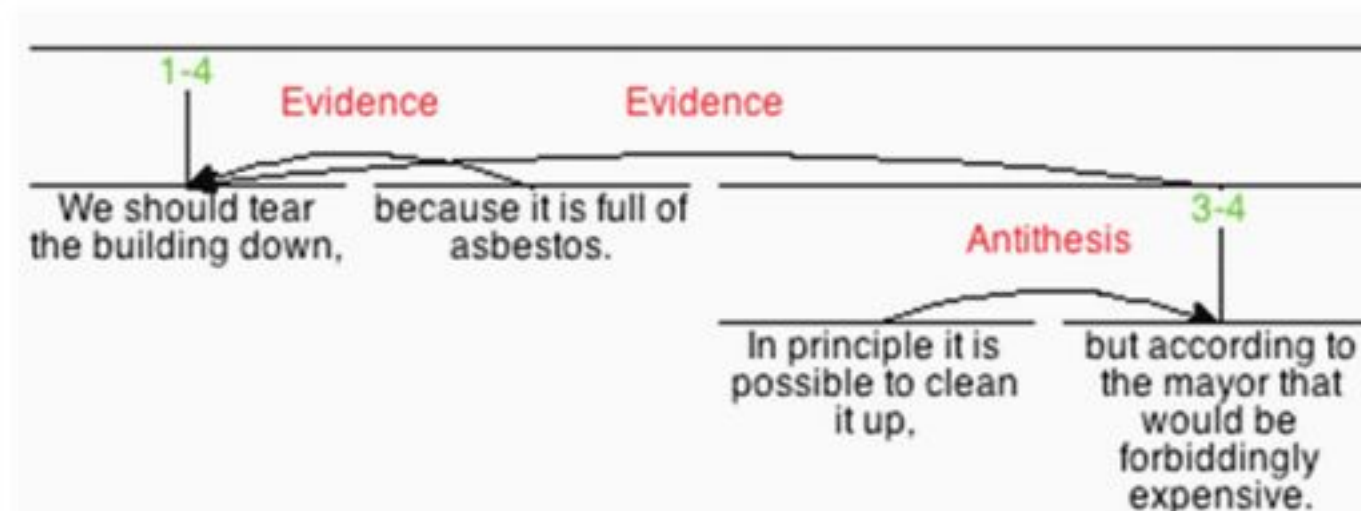 1-4
Evidence Evidence
We should tear
the building down,
because it is full of
asbestos.
3-4
Antithesis
In principle it is
possible to clean
it up,
but according to
the mayor that
would be
forbiddingly
expensive.